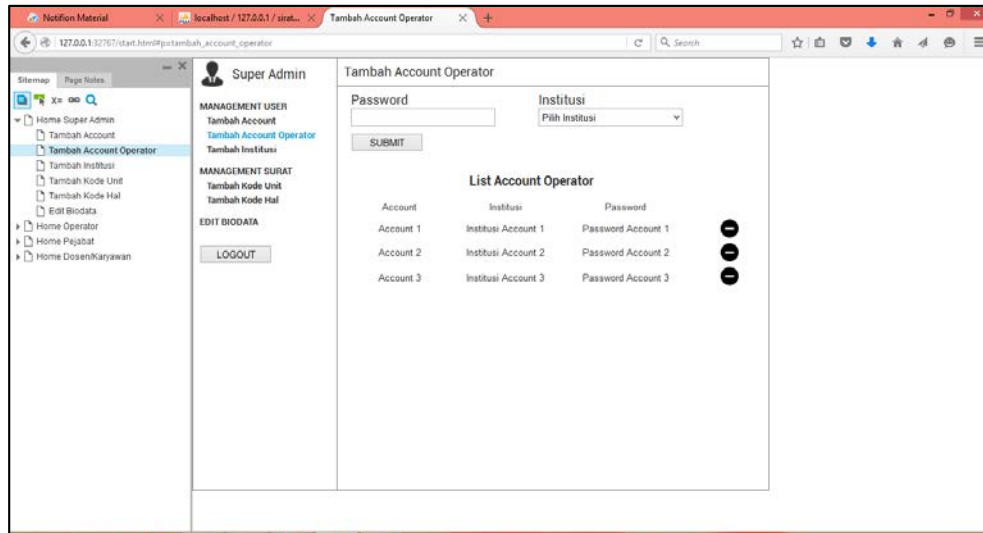 Notifion Material
localhost / 127.0.0.1 / sirat...
Tambah Account Operator
127.0.0.1:32767/start.html#p=tambah_account_operator
Search
Sitemap
Page Notes
X=
Home Super Admin
Tambah Account
Tambah Account Operator
Tambah Institusi
Tambah Kode Unit
Tambah Kode Hal
Edit Biodata
Home Operator
Home Pejabat
Home Dosen/Karyawan
Super Admin
MANAGEMENT USER
Tambah Account
Tambah Account Operator
Tambah Institusi
MANAGEMENT SURAT
Tambah Kode Unit
Tambah Kode Hal
EDIT BIODATA
LOGOUT
Tambah Account Operator
Password Institusi
Pilih Institusi
SUBMIT
List Account Operator
Account Institusi Password
Account 1 Institusi Account 1 Password Account 1
Account 2 Institusi Account 2 Password Account 2
Account 3 Institusi Account 3 Password Account 3